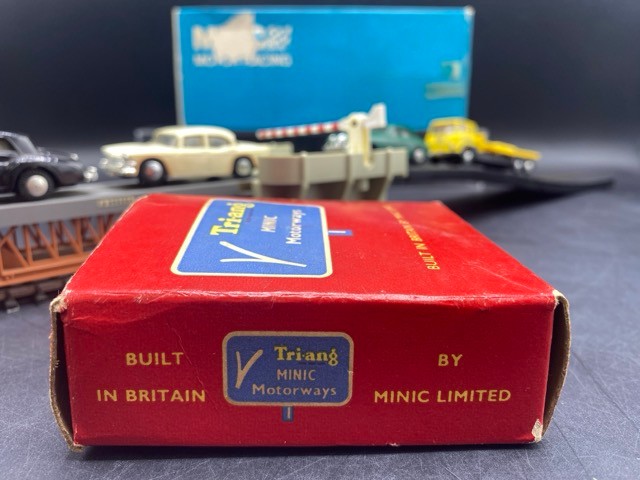 Tri-ang
MINIC
Motorways
BUILT IN BRITAIN
BUILT
IN BRITAIN
Tri-ang
MINIC
Motorways
BY
MINIC LIMITED